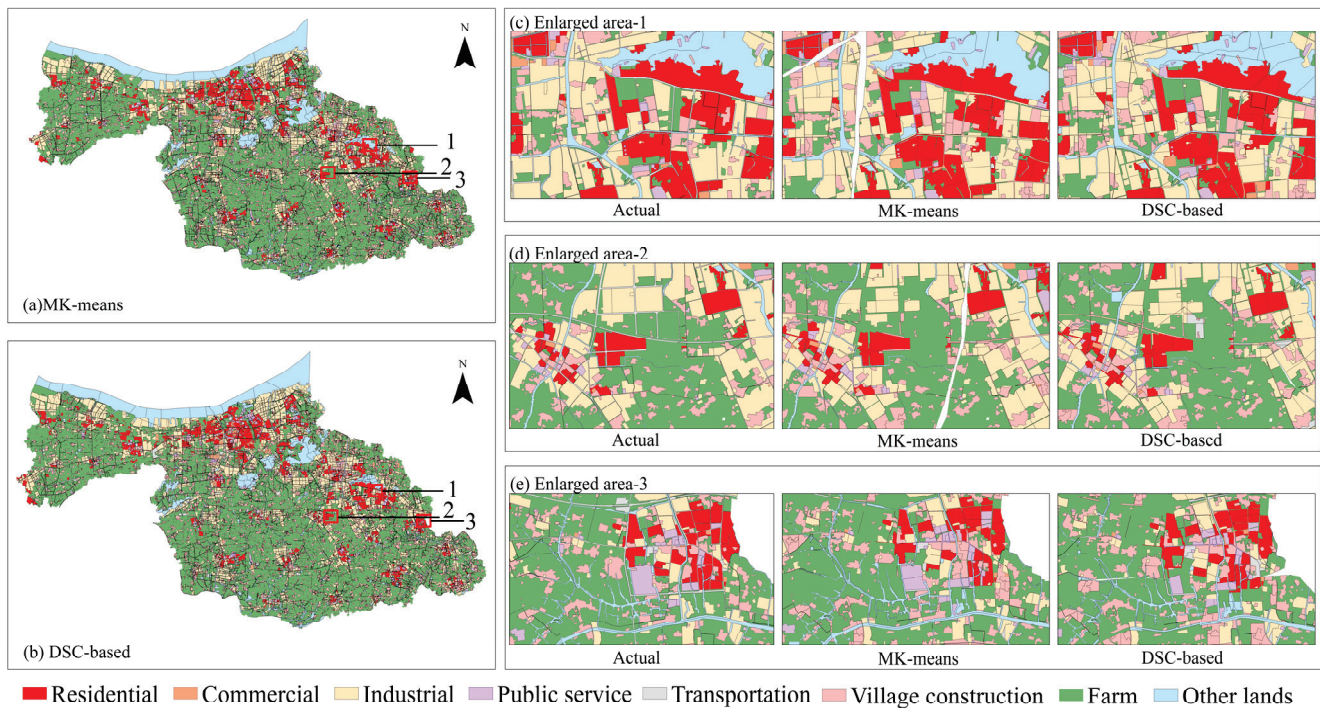 N
1
2
3
(a)MK-means
N
1
2
3
(b) DSC-based
(c) Enlarged area-1
Actual MK-means DSC-based
(d) Enlarged area-2
Actual MK-means DSC-based
(e) Enlarged area-3
Actual MK-means DSC-based
Residential Commercial Industrial Public service Transportation Village construction Farm Other lands